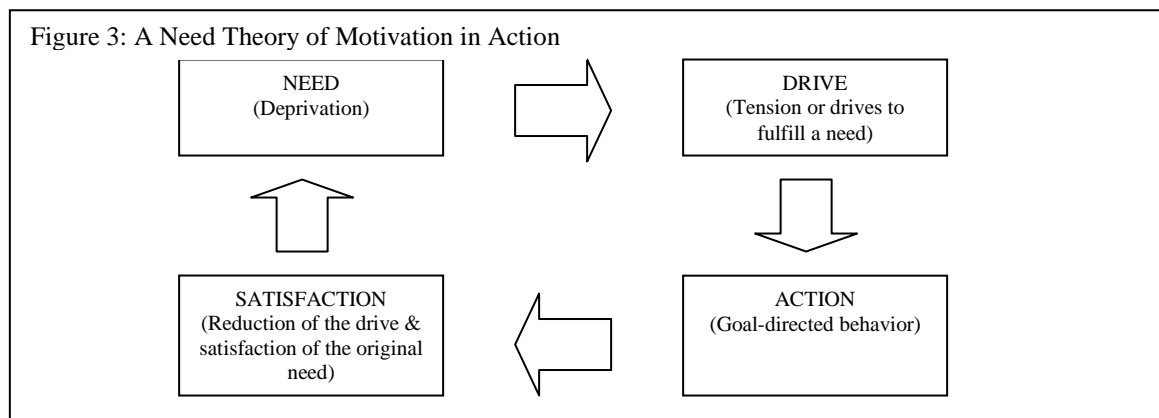 Figure 3: A Need Theory of Motivation in Action
NEED
(Deprivation)
DRIVE
(Tension or drives to
fulfill a need)
SATISFACTION
(Reduction of the drive &
satisfaction of the original
need)
ACTION
(Goal-directed behavior)